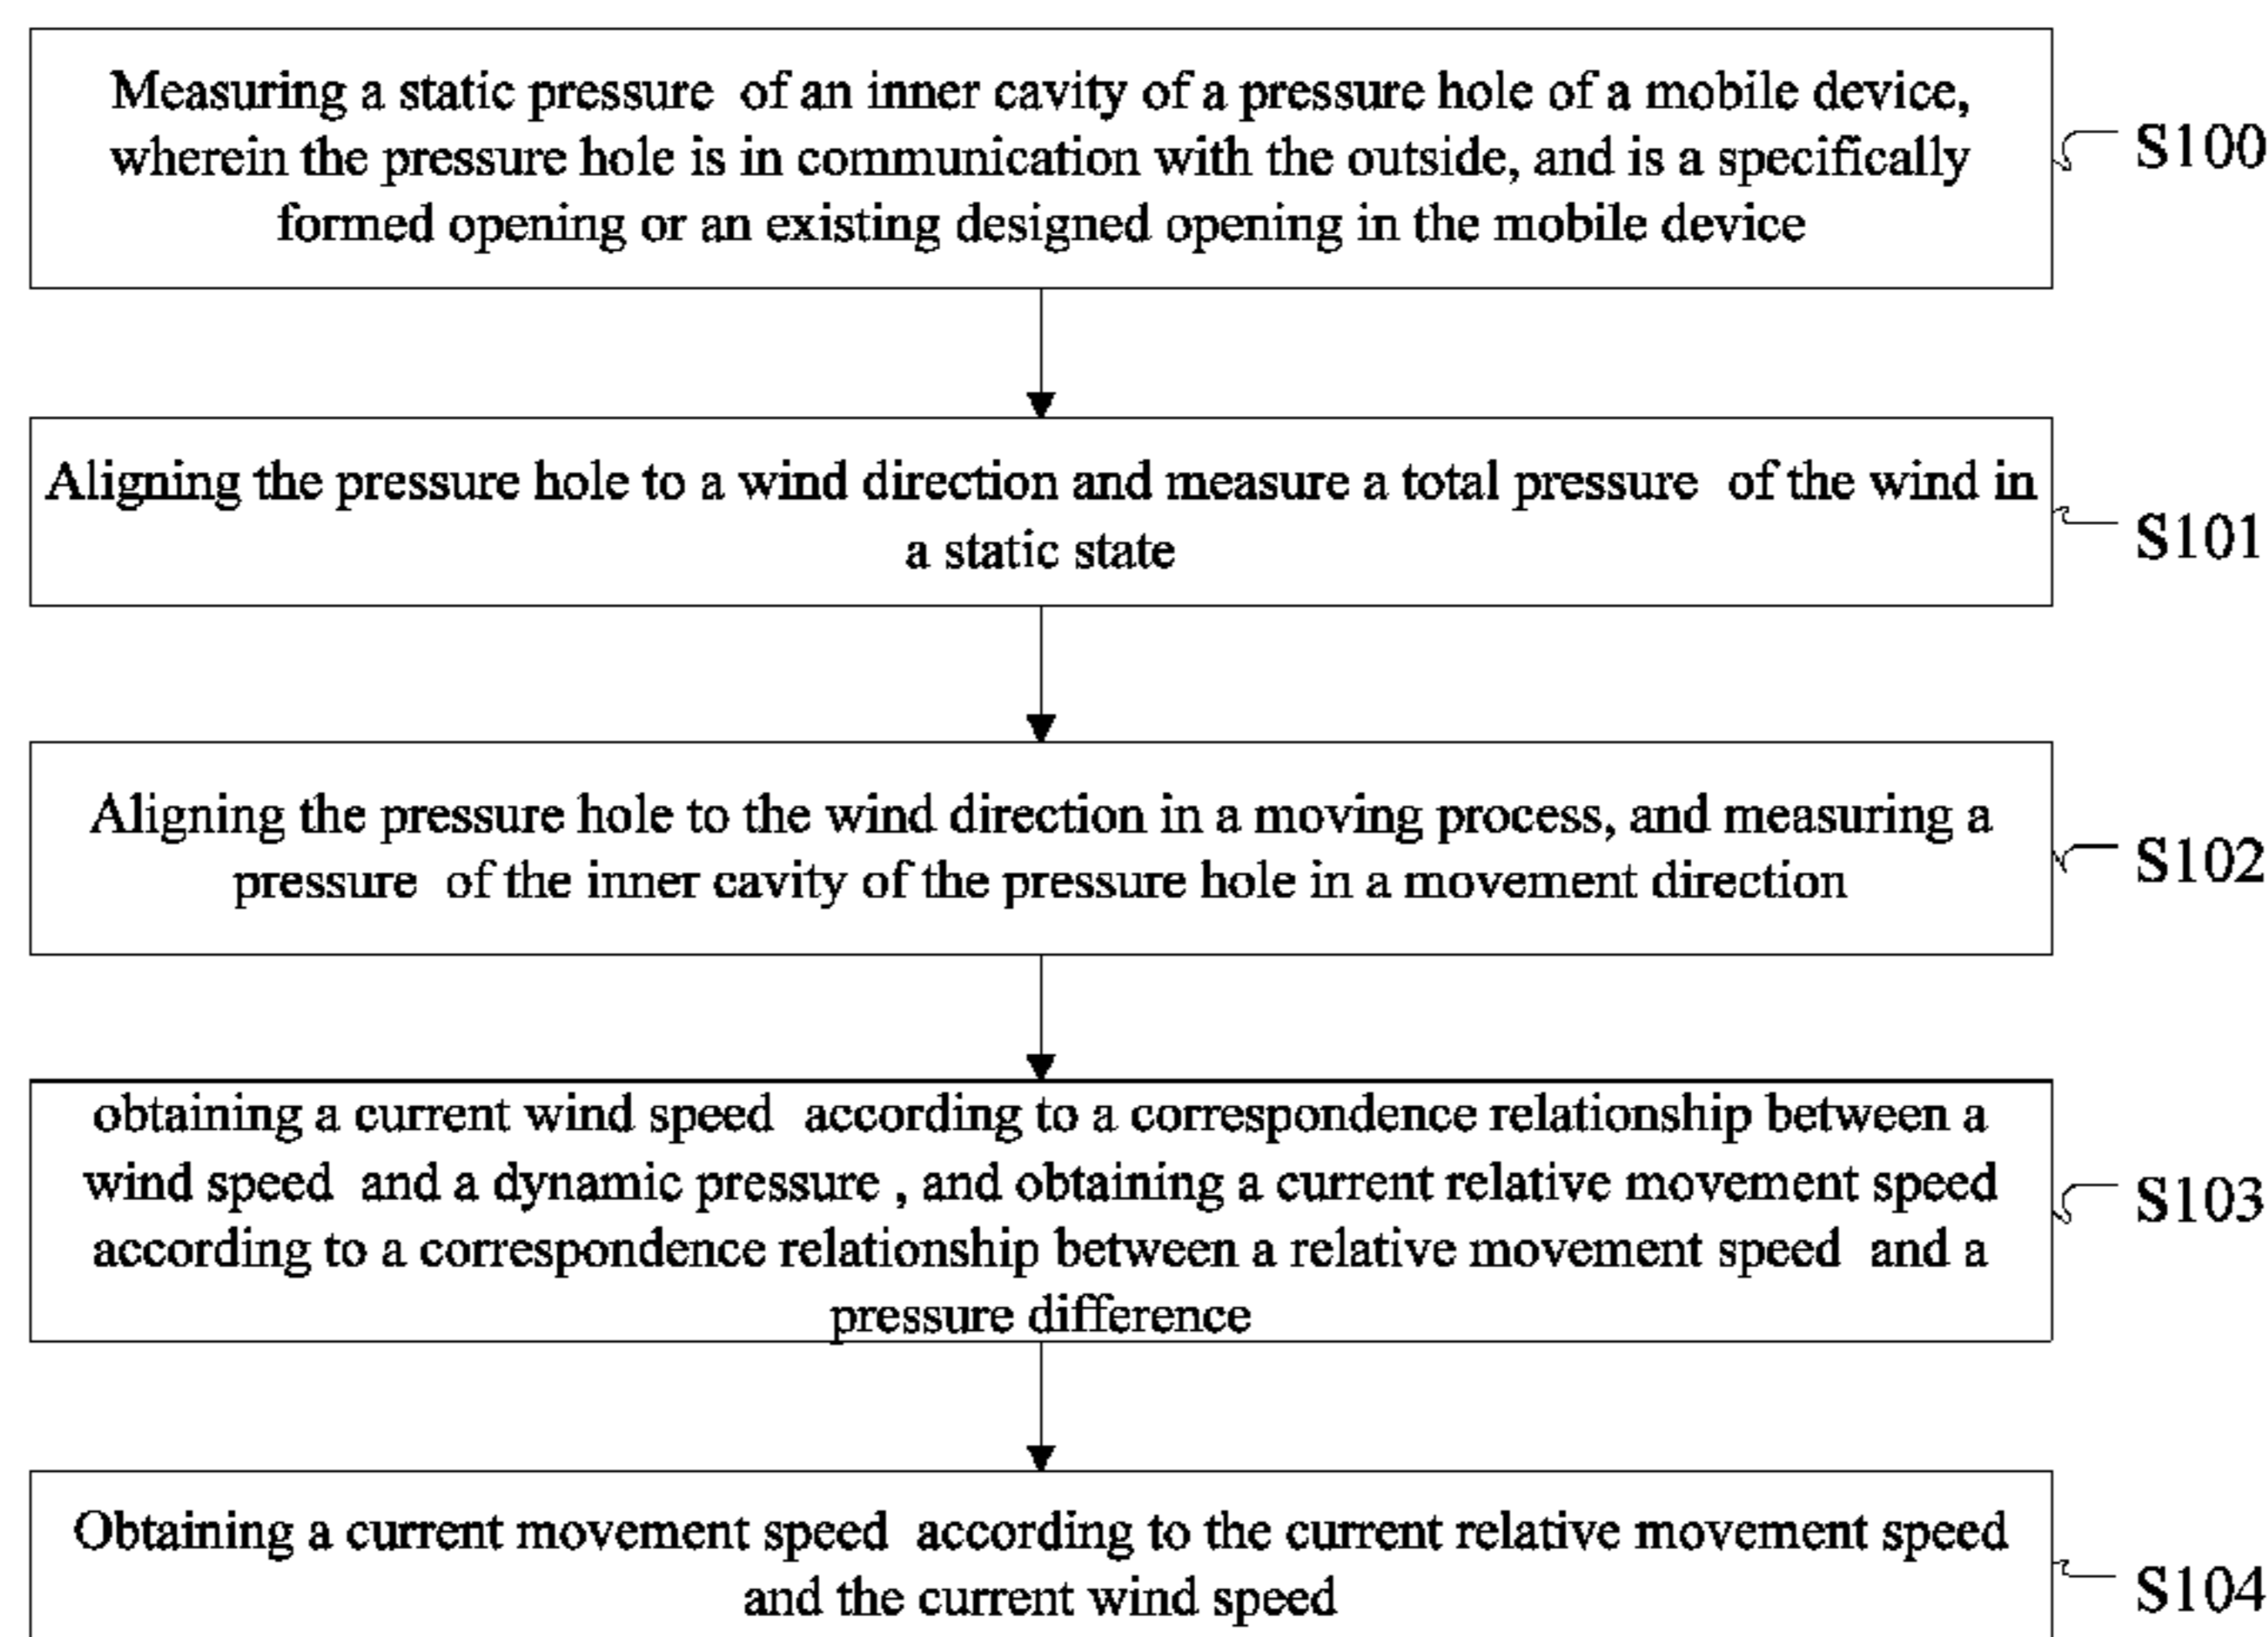 Measuring a static pressure of an inner cavity of a pressure hole of a mobile device,
wherein the pressure hole is in communication with the outside, and is a specifically
formed opening or an existing designed opening in the mobile device
S100
Aligning the pressure hole to a wind direction and measure a total pressure of the wind in
a static state
S101
Aligning the pressure hole to the wind direction in a moving process, and measuring a
pressure of the inner cavity of the pressure hole in a movement direction
S102
obtaining a current wind speed according to a correspondence relationship between a
wind speed and a dynamic pressure , and obtaining a current relative movement speed
according to a correspondence relationship between a relative movement speed and a
pressure difference
S103
Obtaining a current movement speed according to the current relative movement speed
and the current wind speed
S104